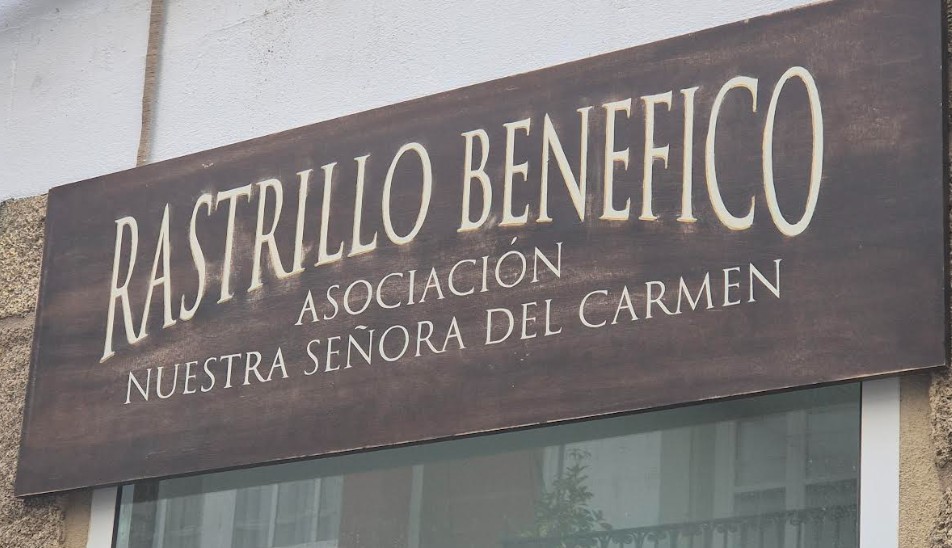 RASTRILLO BENEFICO
ASOCIACIÓN
NUESTRA SEÑORA DEL CARMEN